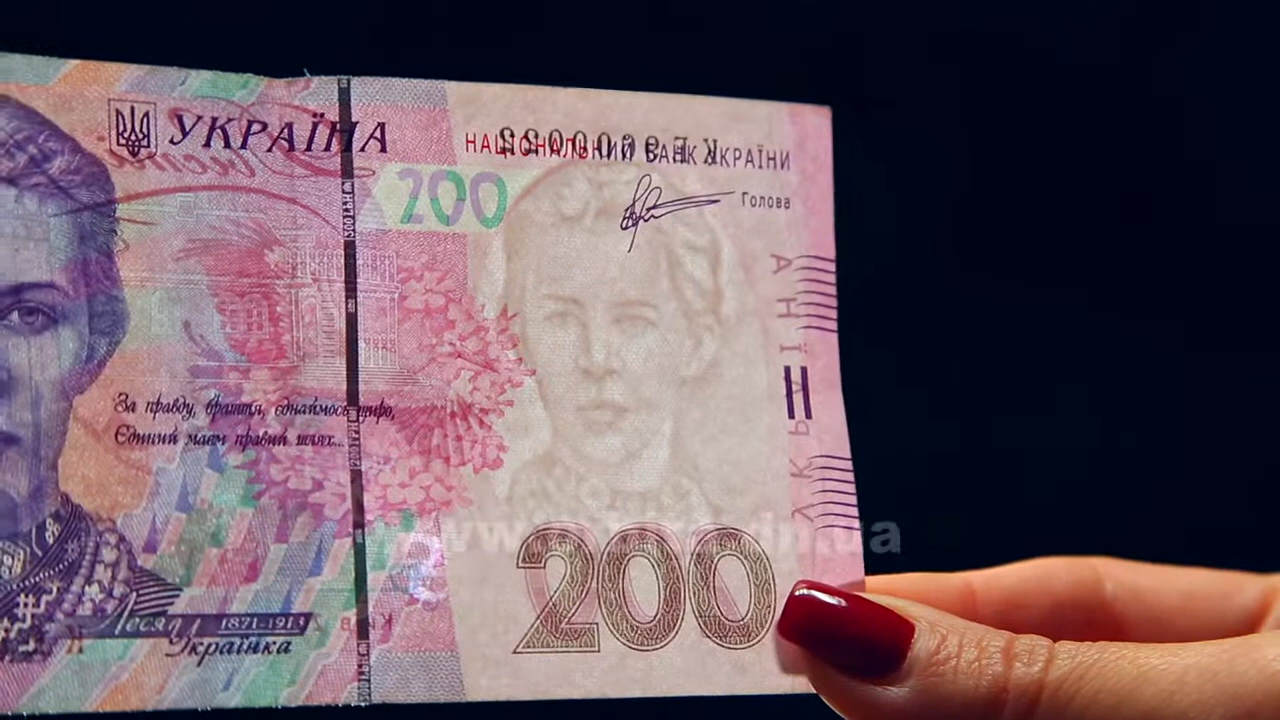 УКРАЇНА
НАЦІОНАЛЬНИЙ БАНК УКРАЇНИ
200
Голова
За правду, браття, єднаймось щиро,
Єдиний маєм правий шлях...
200
Леся
1871-1913
Українка